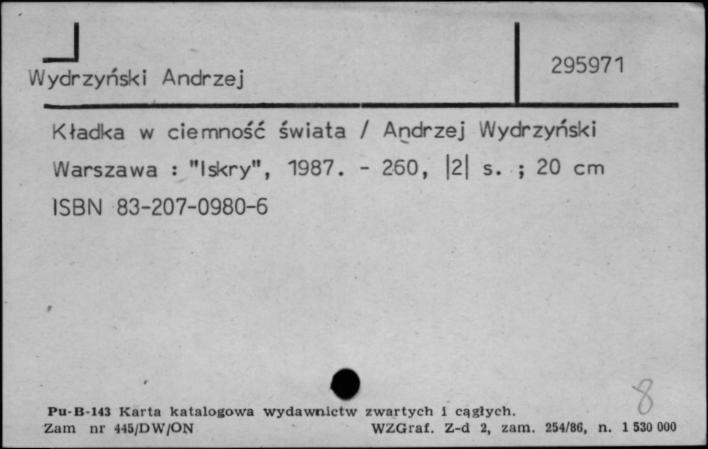 295971
Wydrzyński Andrzej
Kładka w ciemność świata / Andrzej Wydrzyński
Warszawa : "Iskry", 1987. - 260, |2| s. ; 20 cm
ISBN 83-207-0980-6
8
Pu-B-143 Karta katalogowa wydawnictw zwartych i cągłych.
Zam nr 445/DW/ON WZGraf. Z-d 2, zam. 254/86, n. 1 530 000